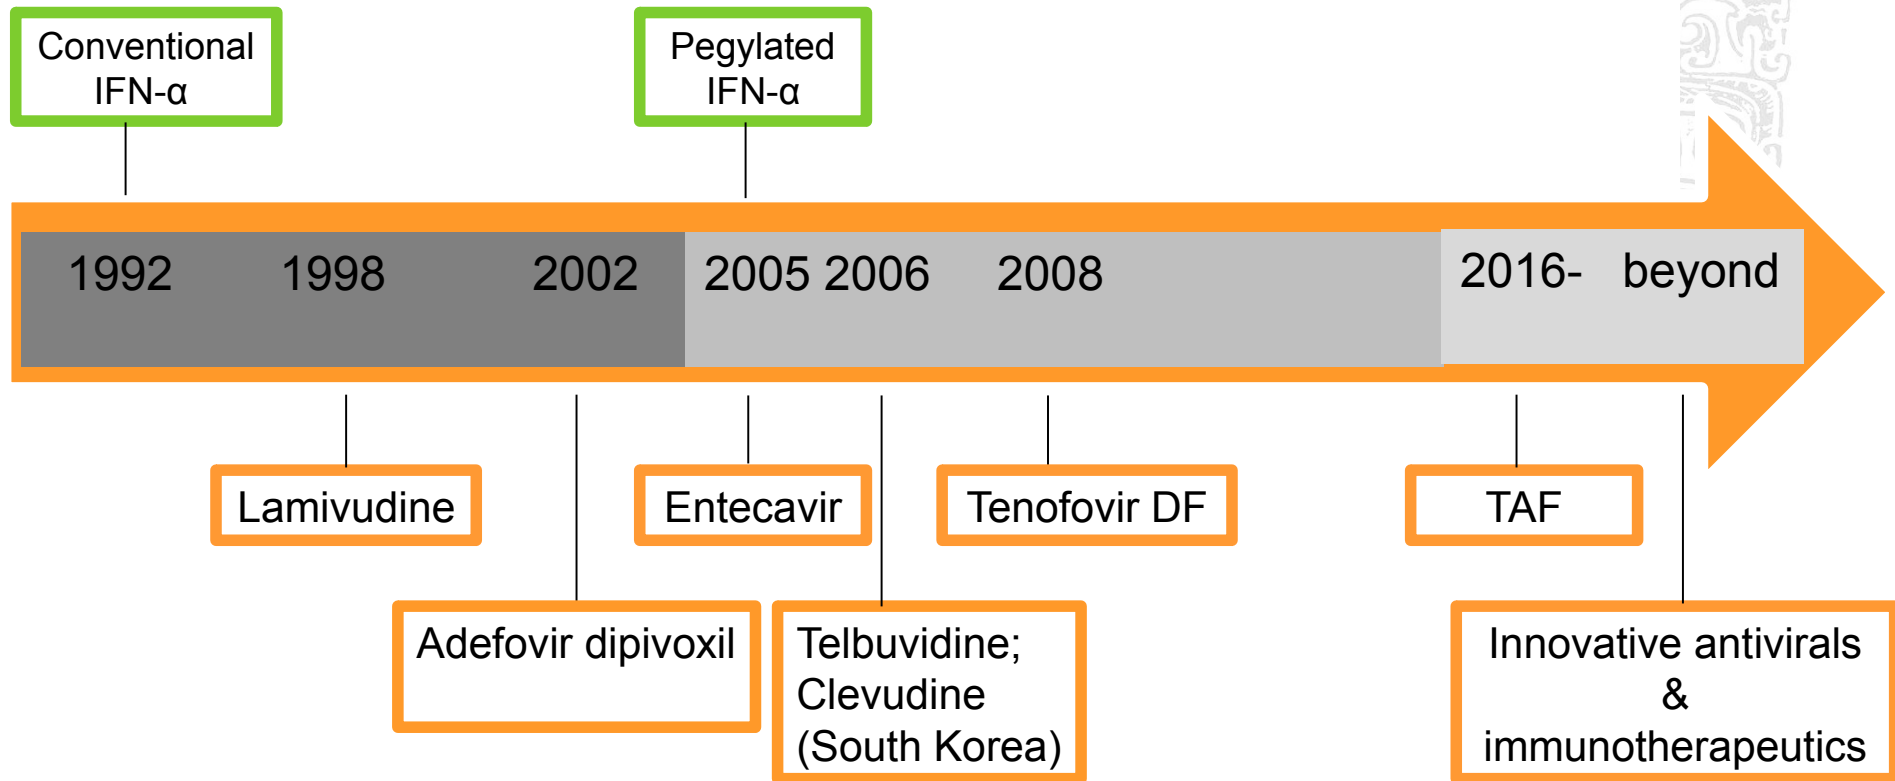 Conventional
IFN-α
Pegylated
IFN-α
1992 1998 2002 2005 2006 2008 2016- beyond
Lamivudine
Entecavir
Tenofovir DF
TAF
Adefovir dipivoxil
Telbuvidine;
Clevudine
(South Korea)
Innovative antivirals
&
immunotherapeutics